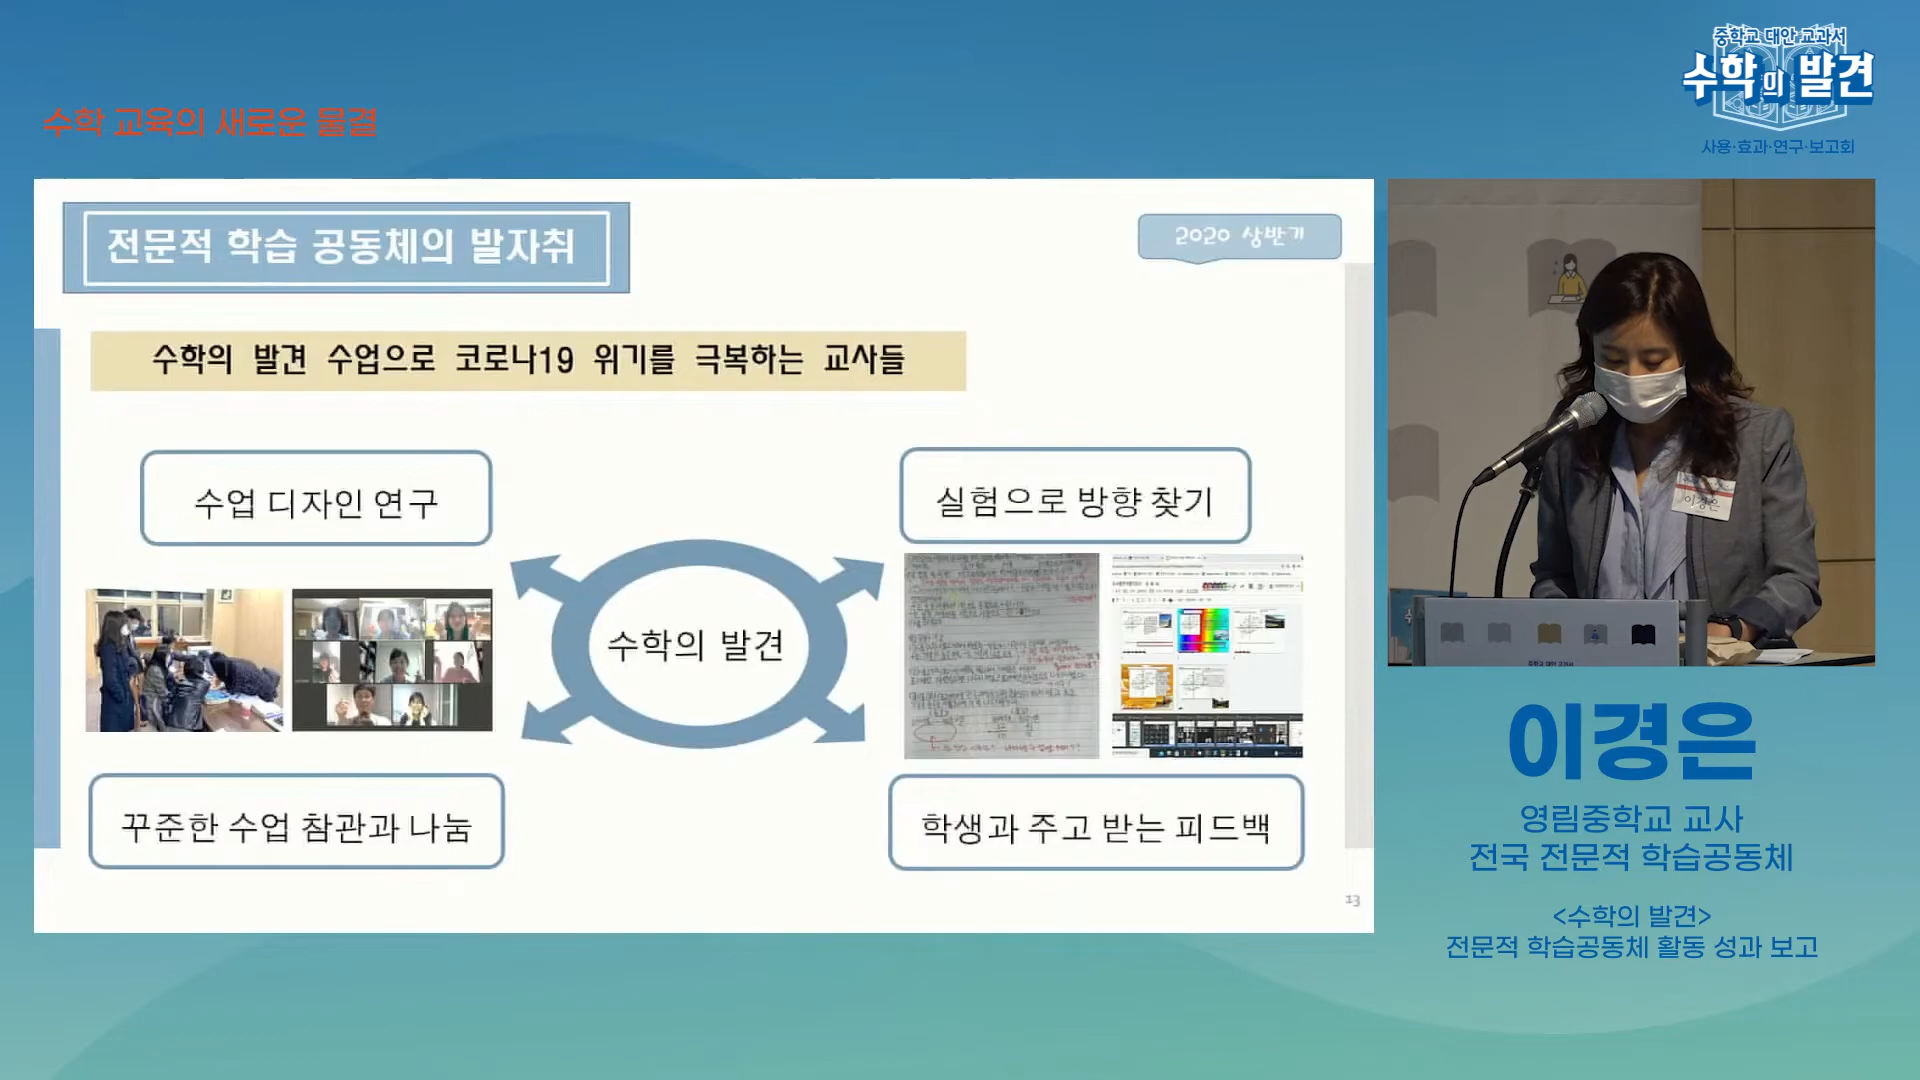 중학교 대안 교과서
수학의 발견
사용·효과·연구·보고회
수학 교육의 새로운 물결
전문적 학습 공동체의 발자취
2020 상반기
수학의 발견 수업으로 코로나19 위기를 극복하는 교사들
수업 디자인 연구
실험으로 방향 찾기
수학의 발견
꾸준한 수업 참관과 나눔
학생과 주고 받는 피드백
13
이경은
중학교 대안 교과서
이경은
영림중학교 교사
전국 전문적 학습공동체
<수학의 발견>
전문적 학습공동체 활동 성과 보고